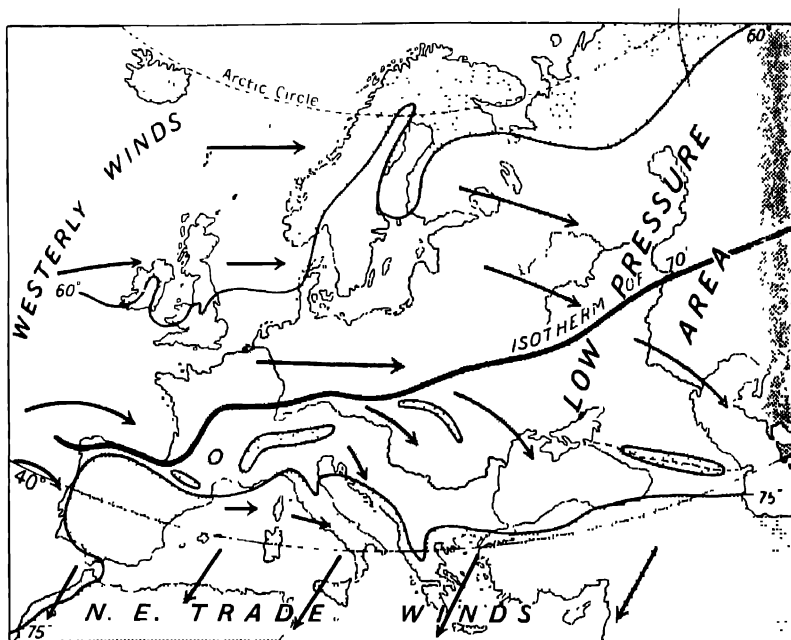 60°
Arctic Circle
WESTERLY WINDS
60°
ISOTHERM OF 70°
LOW PRESSURE AREA
40°
75°
N. E. TRADE WINDS
75°